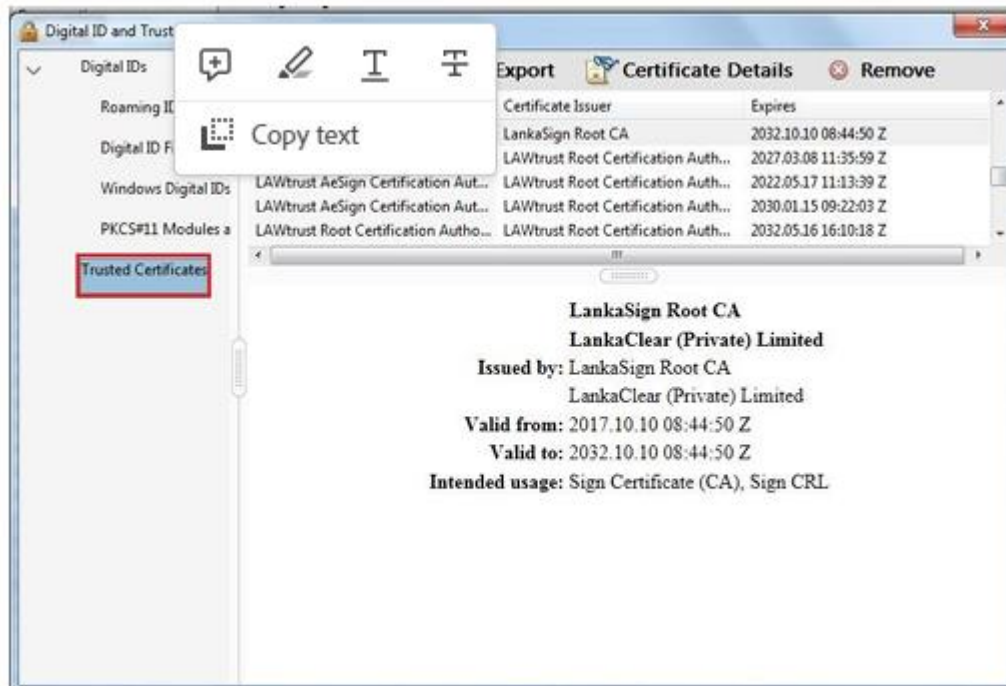 Digital ID and Trust
Digital IDs
Export Certificate Details Remove
Copy text
Roaming ID
Digital ID F
Windows Digital IDs
PKCS#11 Modules a
Trusted Certificates
Certificate Issuer Expires
LankaSign Root CA 2032.10.10 08:44:50 Z
LAWtrust Root Certification Auth... 2027.03.08 11:35:59 Z
LAWtrust AeSign Certification Aut... LAWtrust Root Certification Auth... 2022.05.17 11:13:39 Z
LAWtrust AeSign Certification Aut... LAWtrust Root Certification Auth... 2030.01.15 09:22:03 Z
LAWtrust Root Certification Autho... LAWtrust Root Certification Auth... 2032.05.16 16:10:18 Z
LankaSign Root CA
LankaClear (Private) Limited
Issued by: LankaSign Root CA
LankaClear (Private) Limited
Valid from: 2017.10.10 08:44:50 Z
Valid to: 2032.10.10 08:44:50 Z
Intended usage: Sign Certificate (CA), Sign CRL